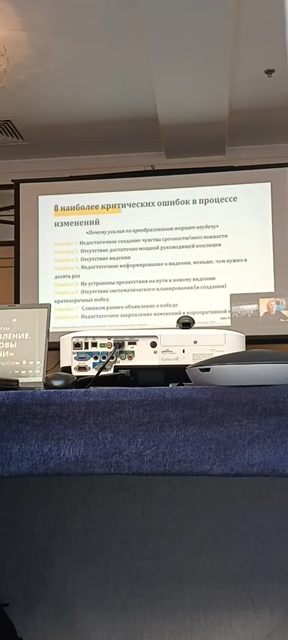 8 наиболее критических ошибок в процессе
изменений
«Почему усилия по преобразованию терпят неудачу»
Ошибка 1: Недостаточное создание чувства срочности/неотложности
Ошибка 2: Отсутствие достаточно мощной руководящей коалиции
Ошибка 3: Отсутствие видения
Ошибка 4: Недостаточное информирование о видении, меньше, чем нужно в
десять раз
Ошибка 5: Не устранены препятствия на пути к новому видению
Ошибка 6: Отсутствие систематического планирования (и создания)
краткосрочных побед
Ошибка 7: Слишком раннее объявление о победе
Ошибка 8: Недостаточное закрепление изменений в корпоративной